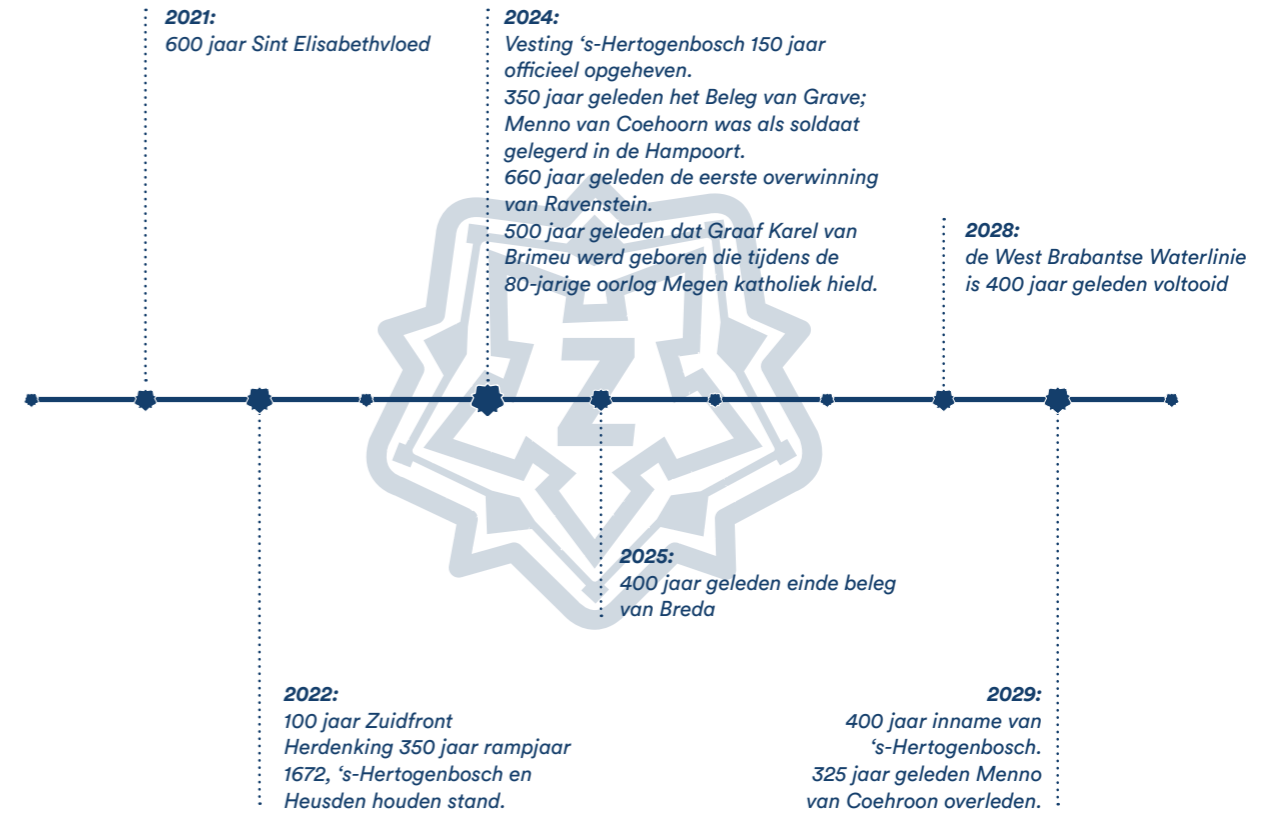 2021:
600 jaar Sint Elisabethvloed
2024:
Vesting ‘s-Hertogenbosch 150 jaar
officieel opgeheven.
350 jaar geleden het Beleg van Grave;
Menno van Coehoorn was als soldaat
gelegerd in de Hampoort.
660 jaar geleden de eerste overwinning
van Ravenstein.
500 jaar geleden dat Graaf Karel van
Brimeu werd geboren die tijdens de
80-jarige oorlog Megen katholiek hield.
2028:
de West Brabantse Waterlinie
is 400 jaar geleden voltooid
Z
2025:
400 jaar geleden einde beleg
van Breda
2022:
100 jaar Zuidfront
Herdenking 350 jaar rampjaar
1672, ‘s-Hertogenbosch en
Heusden houden stand.
2029:
400 jaar inname van
‘s-Hertogenbosch.
325 jaar geleden Menno
van Coehroon overleden.